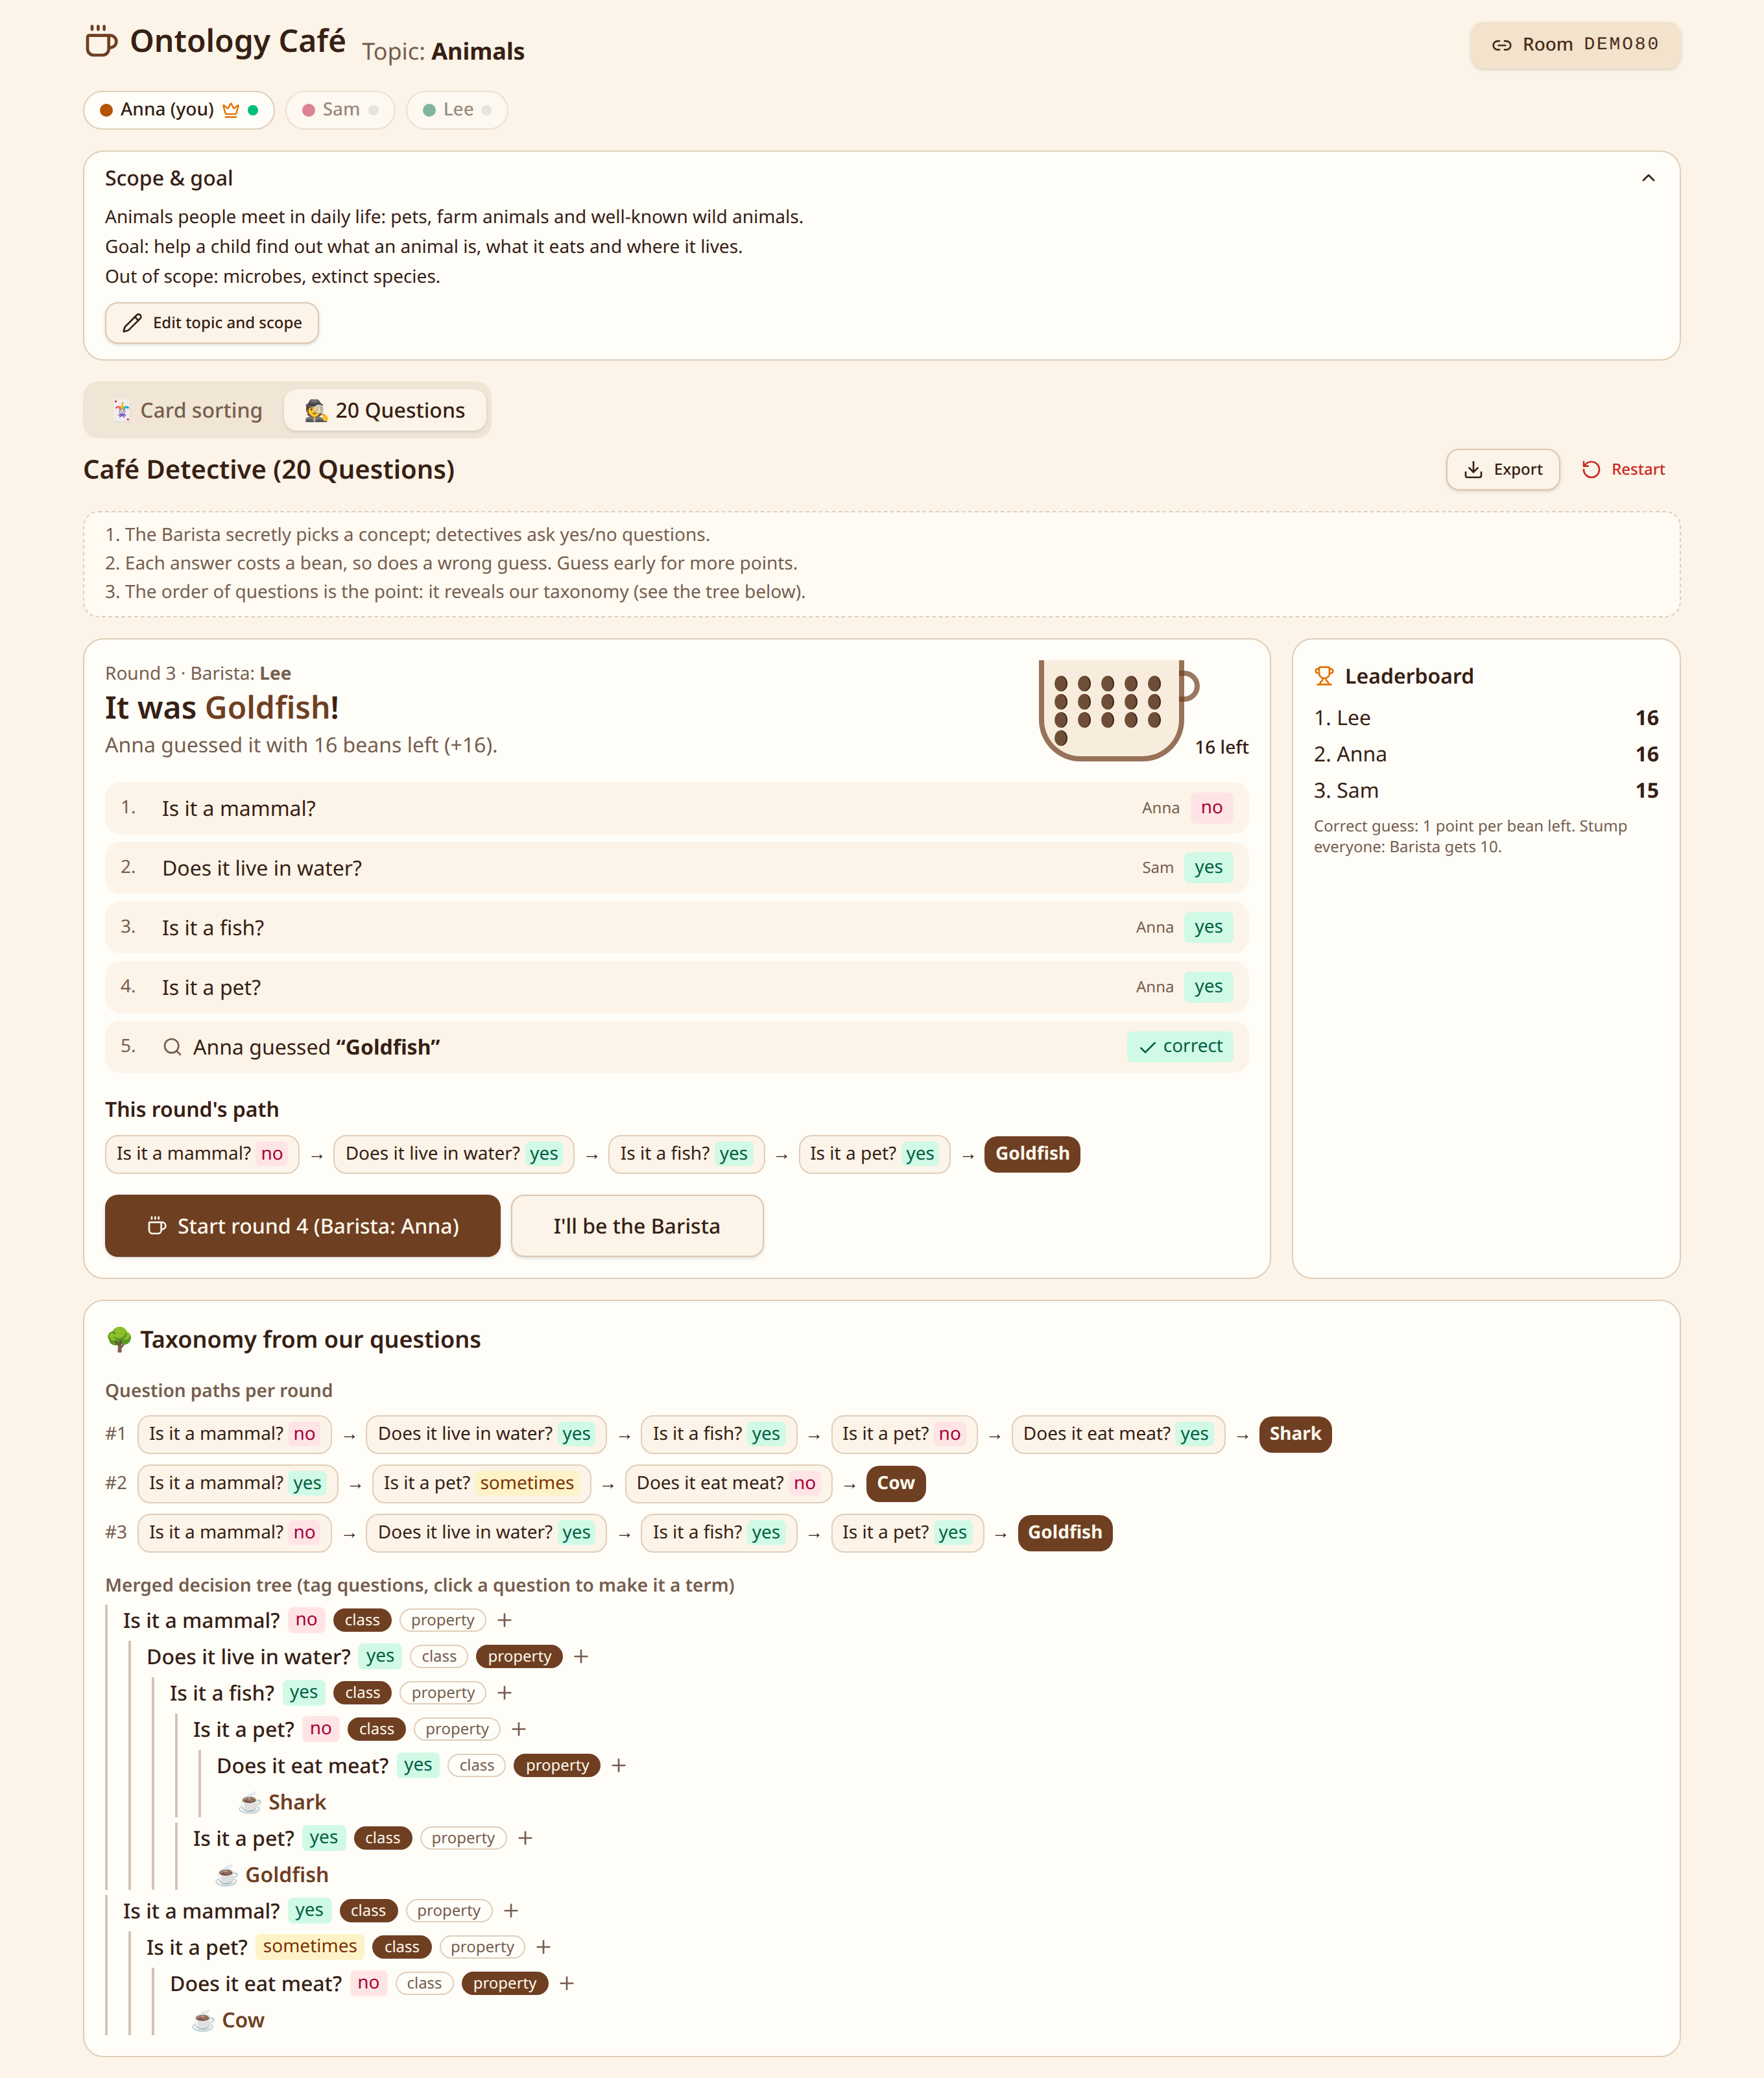 Ontology Café Topic: Animals
Room DEMO80
Anna (you) Sam Lee
Scope & goal
Animals people meet in daily life: pets, farm animals and well-known wild animals.
Goal: help a child find out what an animal is, what it eats and where it lives.
Out of scope: microbes, extinct species.
Edit topic and scope
Card sorting 20 Questions
Café Detective (20 Questions)
Export Restart
1. The Barista secretly picks a concept; detectives ask yes/no questions.
2. Each answer costs a bean, so does a wrong guess. Guess early for more points.
3. The order of questions is the point: it reveals our taxonomy (see the tree below).
Round 3 · Barista: Lee
It was Goldfish!
Anna guessed it with 16 beans left (+16).
16 left
1. Is it a mammal? Anna no
2. Does it live in water? Sam yes
3. Is it a fish? Anna yes
4. Is it a pet? Anna yes
5. Anna guessed “Goldfish” correct
This round's path
Is it a mammal? no → Does it live in water? yes → Is it a fish? yes → Is it a pet? yes → Goldfish
Start round 4 (Barista: Anna) I'll be the Barista
Leaderboard
1. Lee 16
2. Anna 16
3. Sam 15
Correct guess: 1 point per bean left. Stump
everyone: Barista gets 10.
Taxonomy from our questions
Question paths per round
#1 Is it a mammal? no → Does it live in water? yes → Is it a fish? yes → Is it a pet? no → Does it eat meat? yes → Shark
#2 Is it a mammal? yes → Is it a pet? sometimes → Does it eat meat? no → Cow
#3 Is it a mammal? no → Does it live in water? yes → Is it a fish? yes → Is it a pet? yes → Goldfish
Merged decision tree (tag questions, click a question to make it a term)
Is it a mammal? no class property +
Does it live in water? yes class property +
Is it a fish? yes class property +
Is it a pet? no class property +
Does it eat meat? yes class property +
Shark
Is it a pet? yes class property +
Goldfish
Is it a mammal? yes class property +
Is it a pet? sometimes class property +
Does it eat meat? no class property +
Cow